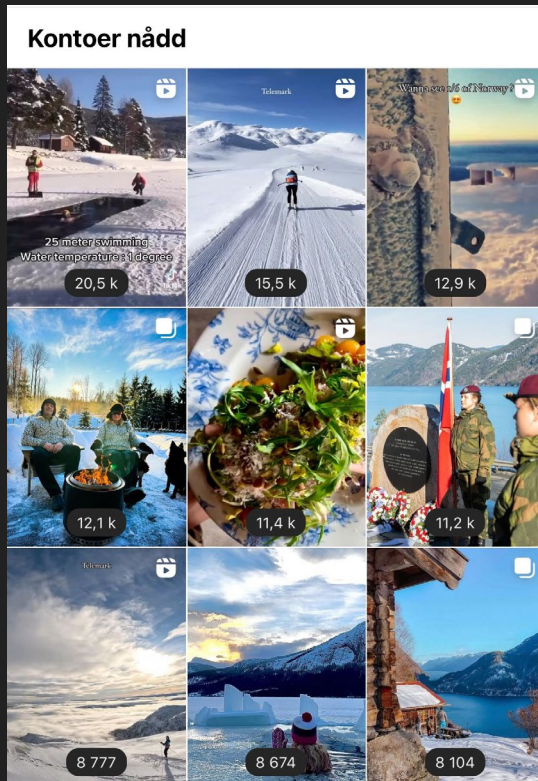 Kontoer nådd
Telemark
Wanna see 1/6 of Norway?
25 meter swimming
Water temperature : 1 degree
20,5 k
15,5 k
12,9 k
12,1 k
11,4 k
11,2 k
Telemark
8 777
8 674
8 104